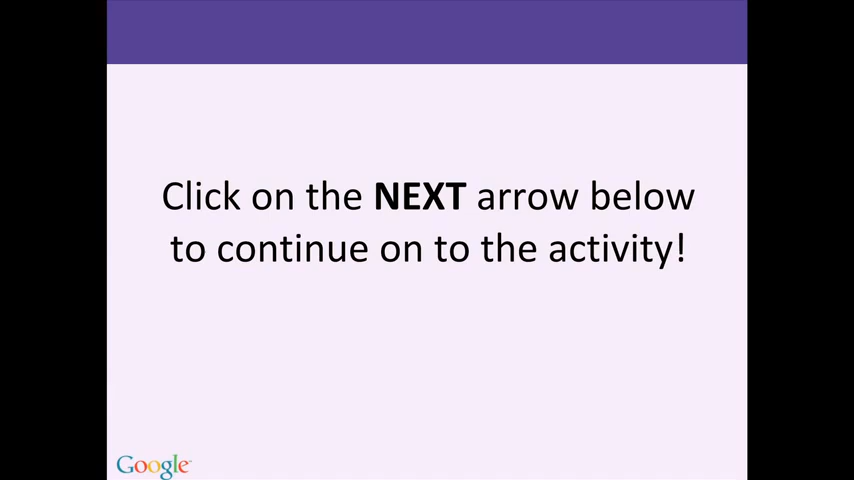 Click on the NEXT arrow below
to continue on to the activity!
Google